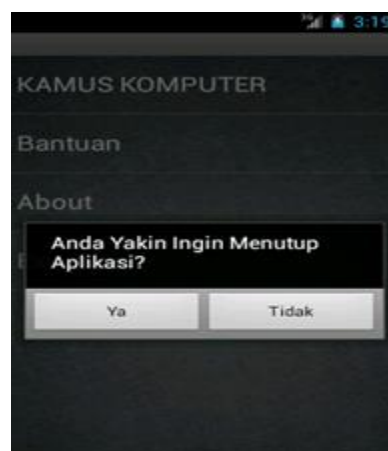 3:19
KAMUS KOMPUTER
Bantuan
About
Anda Yakin Ingin Menutup
Aplikasi?
Ya
Tidak